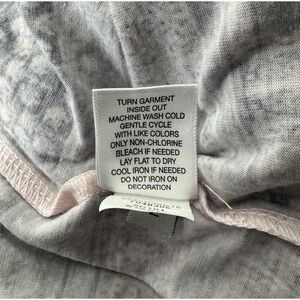 TURN GARMENT
INSIDE OUT
MACHINE WASH COLD
GENTLE CYCLE
WITH LIKE COLORS
ONLY NON-CHLORINE
BLEACH IF NEEDED
LAY FLAT TO DRY
COOL IRON IF NEEDED
DO NOT IRON ON
DECORATION